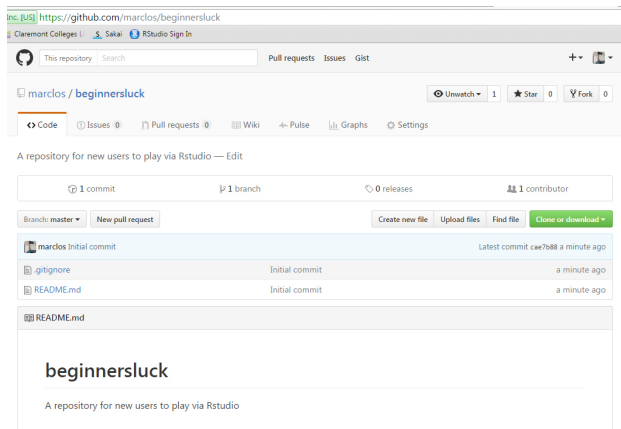 Inc. [US] https://github.com/marclos/beginnersluck
Claremont Colleges Li Sakai RStudio Sign In
This repository Search Pull requests Issues Gist
marclos / beginnersluck Unwatch 1 Star 0 Fork 0
Code Issues 0 Pull requests 0 Wiki Pulse Graphs Settings
A repository for new users to play via Rstudio — Edit
1 commit 1 branch 0 releases 1 contributor
Branch: master New pull request Create new file Upload files Find file Clone or download
marclos Initial commit Latest commit cae7b88 a minute ago
.gitignore Initial commit a minute ago
README.md Initial commit a minute ago
README.md
beginnersluck
A repository for new users to play via Rstudio